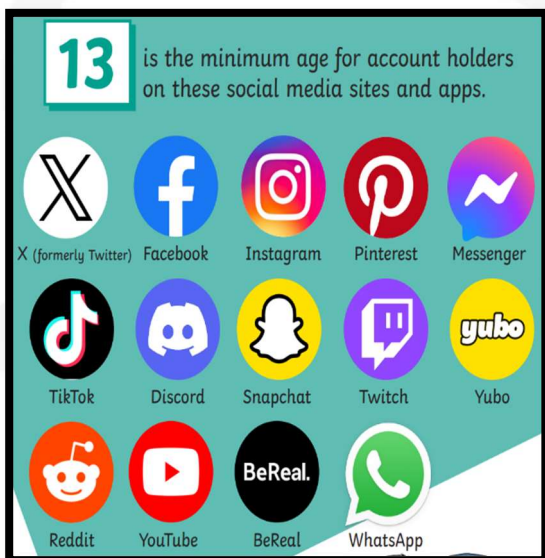 13
is the minimum age for account holders
on these social media sites and apps.
X (formerly Twitter) Facebook Instagram Pinterest Messenger
yubo
TikTok Discord Snapchat Twitch Yubo
BeReal.
Reddit YouTube BeReal WhatsApp